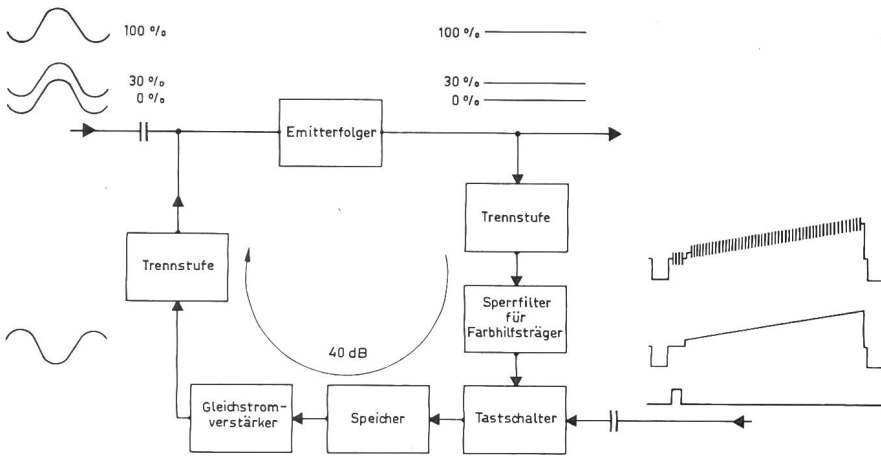 100 %
100 %
30 %
0 %
30 %
0 %
Emitterfolger
Trennstufe
Trennstufe
Sperrfilter
für
Farbhilfsträger
40 dB
Gleichstrom-
verstärker
Speicher
Tastschalter